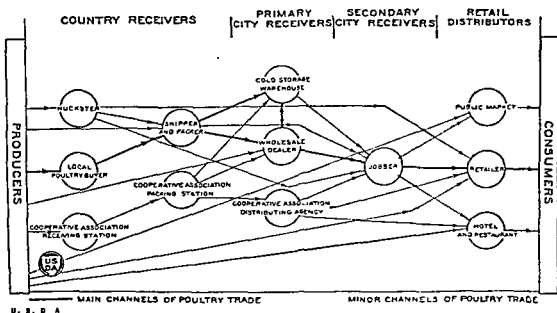 COUNTRY RECEIVERS
PRIMARY
CITY RECEIVERS
SECONDARY
CITY RECEIVERS
RETAIL
DISTRIBUTORS
PRODUCERS
HUCKSTER
LOCAL
POULTRY BUYER
COOPERATIVE ASSOCIATION
RECEIVING STATION
SHIPPER
AND PACKER
COOPERATIVE ASSOCIATION
PACKING STATION
COLD STORAGE
WAREHOUSE
WHOLESALE
DEALER
COOPERATIVE ASSOCIATION
DISTRIBUTING AGENCY
JOBBER
PUBLIC MARKET
RETAILER
HOTEL
AND RESTAURANT
CONSUMERS
US
DA
MAIN CHANNELS OF POULTRY TRADE
MINOR CHANNELS OF POULTRY TRADE
U. S. D. A